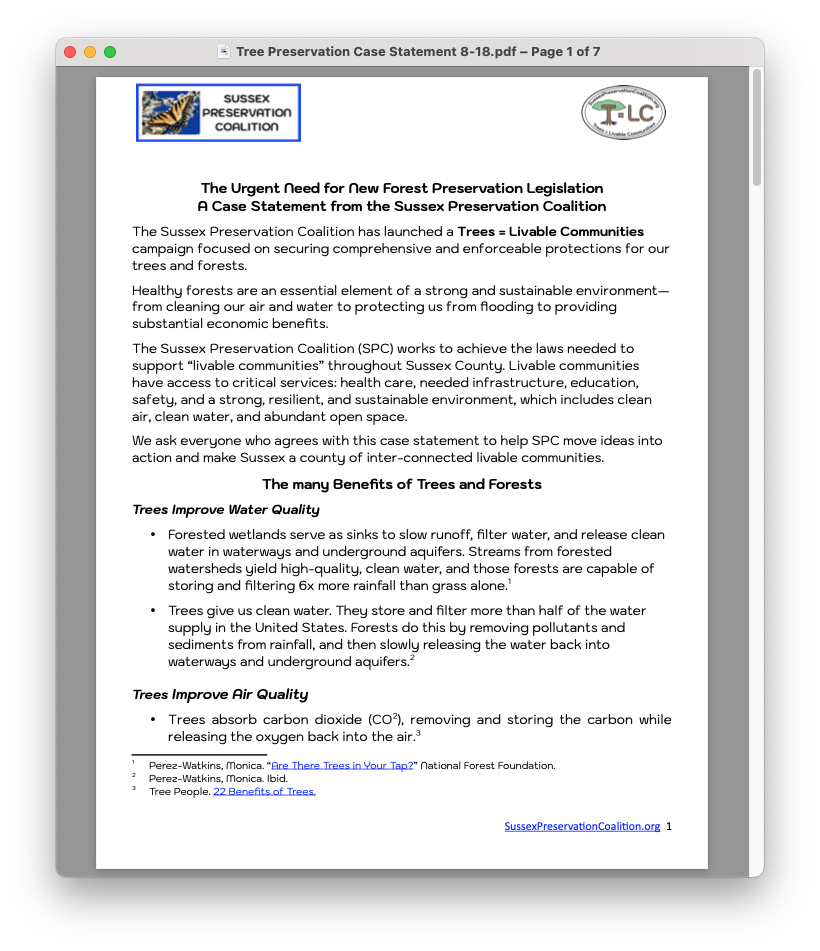 Tree Preservation Case Statement 8-18.pdf – Page 1 of 7
SUSSEX
PRESERVATION
COALITION
SussexPreservationCoalition.org
T=LC
Trees = Livable Communities
The Urgent Need for New Forest Preservation Legislation
A Case Statement from the Sussex Preservation Coalition
The Sussex Preservation Coalition has launched a Trees = Livable Communities
campaign focused on securing comprehensive and enforceable protections for our
trees and forests.
Healthy forests are an essential element of a strong and sustainable environment—
from cleaning our air and water to protecting us from flooding to providing
substantial economic benefits.
The Sussex Preservation Coalition (SPC) works to achieve the laws needed to
support “livable communities” throughout Sussex County. Livable communities
have access to critical services: health care, needed infrastructure, education,
safety, and a strong, resilient, and sustainable environment, which includes clean
air, clean water, and abundant open space.
We ask everyone who agrees with this case statement to help SPC move ideas into
action and make Sussex a county of inter-connected livable communities.
The many Benefits of Trees and Forests
Trees Improve Water Quality
• Forested wetlands serve as sinks to slow runoff, filter water, and release clean
water in waterways and underground aquifers. Streams from forested
watersheds yield high-quality, clean water, and those forests are capable of
storing and filtering 6x more rainfall than grass alone.¹
• Trees give us clean water. They store and filter more than half of the water
supply in the United States. Forests do this by removing pollutants and
sediments from rainfall, and then slowly releasing the water back into
waterways and underground aquifers.²
Trees Improve Air Quality
• Trees absorb carbon dioxide (CO²), removing and storing the carbon while
releasing the oxygen back into the air.³
¹ Perez-Watkins, Monica. “Are There Trees in Your Tap?” National Forest Foundation.
² Perez-Watkins, Monica. Ibid.
³ Tree People. 22 Benefits of Trees.
SussexPreservationCoalition.org 1